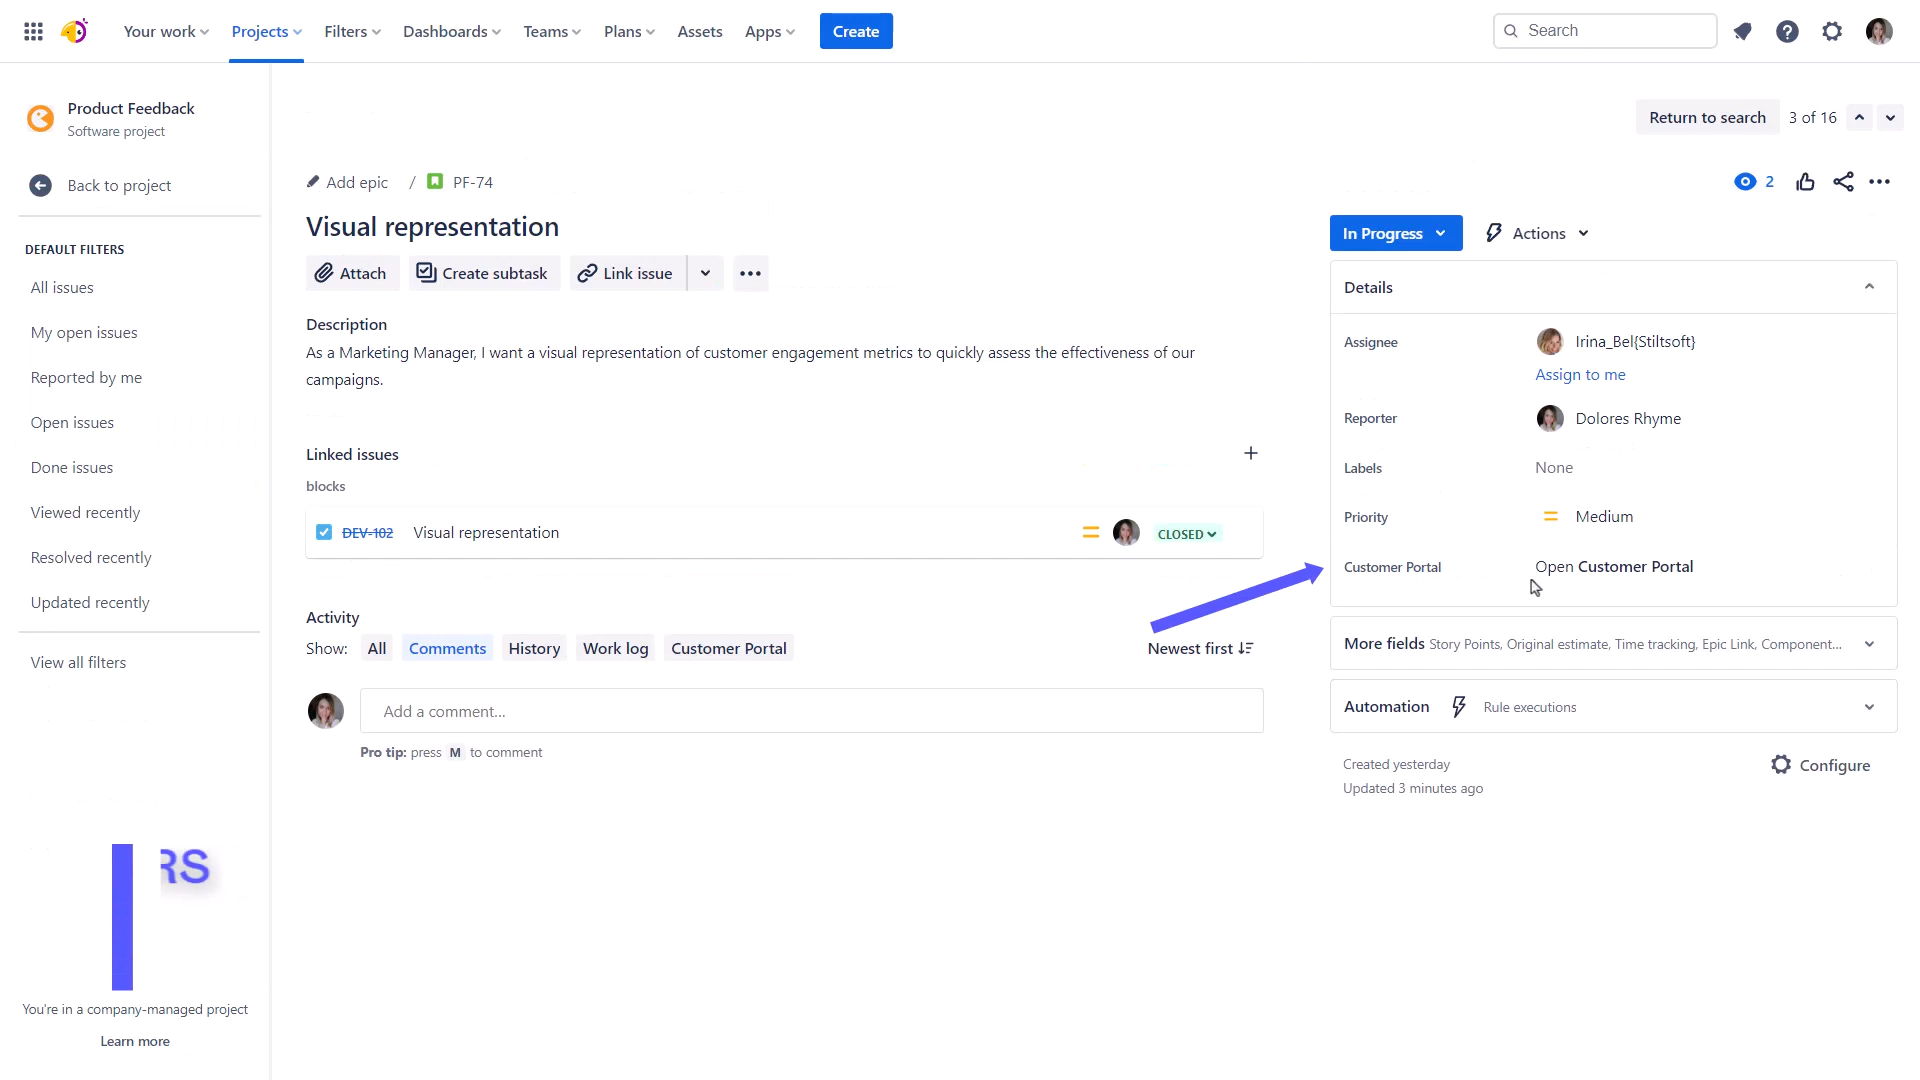 Your work
Projects
Filters
Dashboards
Teams
Plans
Assets
Apps
Create
Search
Product Feedback
Software project
Back to project
DEFAULT FILTERS
All issues
My open issues
Reported by me
Open issues
Done issues
Viewed recently
Resolved recently
Updated recently
View all filters
RS
You're in a company-managed project
Learn more
Return to search
3 of 16
Add epic / PF-74
2
Visual representation
Attach
Create subtask
Link issue
Description
As a Marketing Manager, I want a visual representation of customer engagement metrics to quickly assess the effectiveness of our
campaigns.
Linked issues
blocks
DEV-102 Visual representation CLOSED
Activity
Show: All Comments History Work log Customer Portal Newest first
Add a comment...
Pro tip: press M to comment
In Progress
Actions
Details
Assignee Irina_Bel{Stiltsoft}
Assign to me
Reporter Dolores Rhyme
Labels None
Priority Medium
Customer Portal Open Customer Portal
More fields Story Points, Original estimate, Time tracking, Epic Link, Component...
Automation Rule executions
Created yesterday
Updated 3 minutes ago
Configure